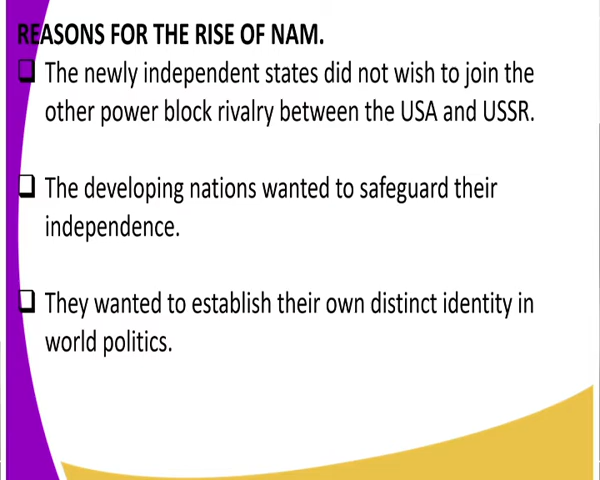 REASONS FOR THE RISE OF NAM.
❑ The newly independent states did not wish to join the
other power block rivalry between the USA and USSR.
❑ The developing nations wanted to safeguard their
independence.
❑ They wanted to establish their own distinct identity in
world politics.